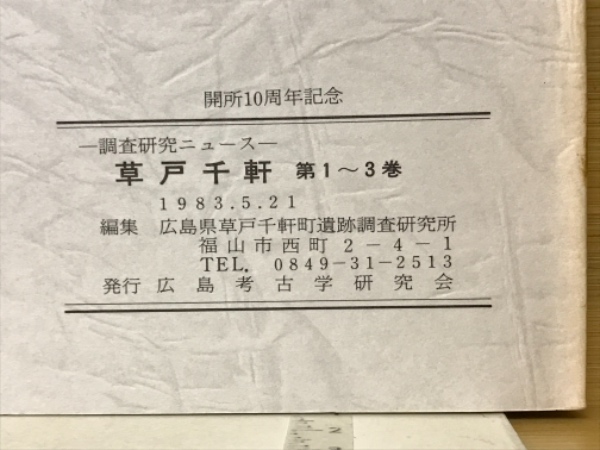 開所10周年記念
―調査研究ニュース―
草戸千軒 第1～3巻
1983.5.21
編集 広島県草戸千軒町遺跡調査研究所
福山市西町2-4-1
TEL. 0849-31-2513
発行 広島考古学研究会
2